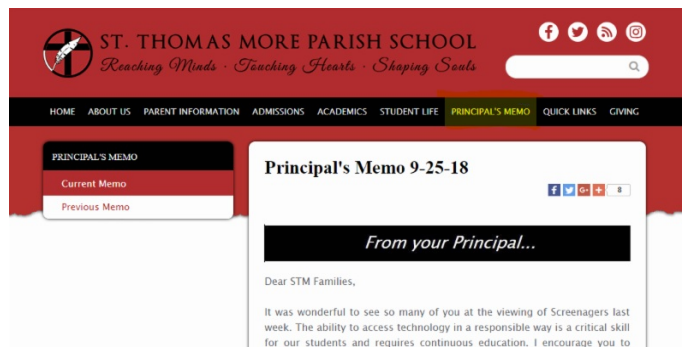 ST. THOMAS MORE PARISH SCHOOL
Reaching Minds · Touching Hearts · Shaping Souls
HOME ABOUT US PARENT INFORMATION ADMISSIONS ACADEMICS STUDENT LIFE PRINCIPAL'S MEMO QUICK LINKS GIVING
PRINCIPAL'S MEMO
Current Memo
Previous Memo
Principal's Memo 9-25-18
8
From your Principal...
Dear STM Families,
It was wonderful to see so many of you at the viewing of Screenagers last
week. The ability to access technology in a responsible way is a critical skill
for our students and requires continuous education. I encourage you to